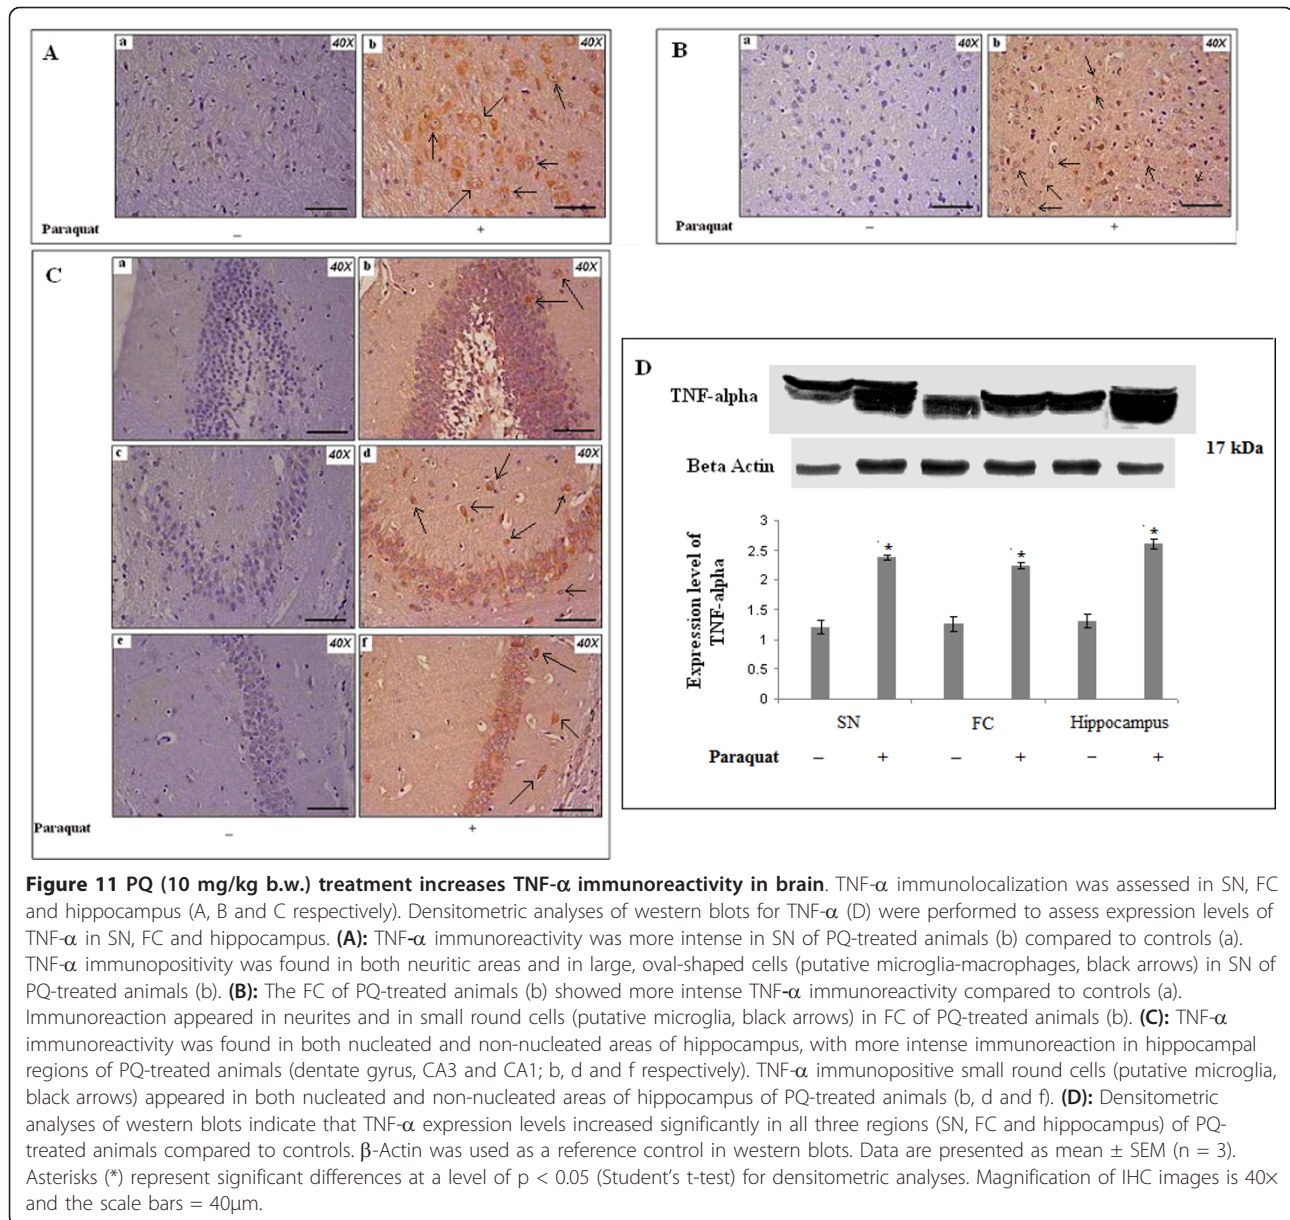 A
a
40X
b
40X
Paraquat
–
+
B
a
40X
b
40X
Paraquat
–
+
C
a
40X
b
40X
c
40X
d
40X
e
40X
f
40X
Paraquat
–
+
D
TNF-alpha
17 kDa
Beta Actin
Expression level of
TNF-alpha
3
2.5
2
1.5
1
0.5
0
*
*
*
SN
FC
Hippocampus
Paraquat
–
+
–
+
–
+
Figure 11 PQ (10 mg/kg b.w.) treatment increases TNF-α immunoreactivity in brain. TNF-α immunolocalization was assessed in SN, FC
and hippocampus (A, B and C respectively). Densitometric analyses of western blots for TNF-α (D) were performed to assess expression levels of
TNF-α in SN, FC and hippocampus. (A): TNF-α immunoreactivity was more intense in SN of PQ-treated animals (b) compared to controls (a).
TNF-α immunopositivity was found in both neuritic areas and in large, oval-shaped cells (putative microglia-macrophages, black arrows) in SN of
PQ-treated animals (b). (B): The FC of PQ-treated animals (b) showed more intense TNF-α immunoreactivity compared to controls (a).
Immunoreaction appeared in neurites and in small round cells (putative microglia, black arrows) in FC of PQ-treated animals (b). (C): TNF-α
immunoreactivity was found in both nucleated and non-nucleated areas of hippocampus, with more intense immunoreaction in hippocampal
regions of PQ-treated animals (dentate gyrus, CA3 and CA1; b, d and f respectively). TNF-α immunopositive small round cells (putative microglia,
black arrows) appeared in both nucleated and non-nucleated areas of hippocampus of PQ-treated animals (b, d and f). (D): Densitometric
analyses of western blots indicate that TNF-α expression levels increased significantly in all three regions (SN, FC and hippocampus) of PQ-
treated animals compared to controls. β-Actin was used as a reference control in western blots. Data are presented as mean ± SEM (n = 3).
Asterisks (*) represent significant differences at a level of p < 0.05 (Student's t-test) for densitometric analyses. Magnification of IHC images is 40×
and the scale bars = 40μm.